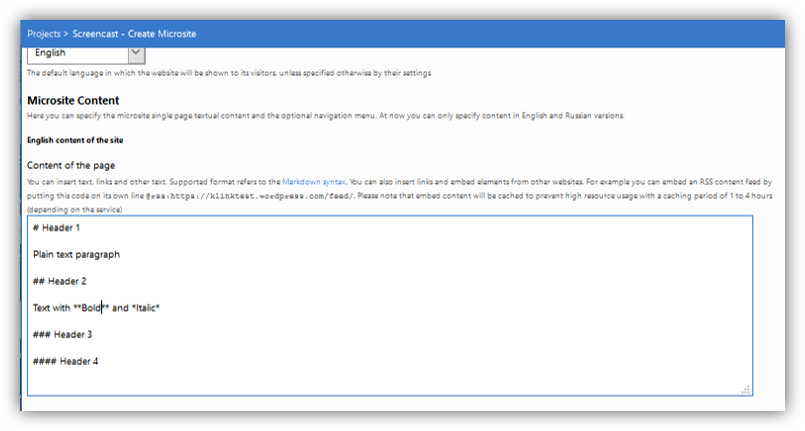 Projects > Screencast - Create Microsite
English
The default language in which the website will be shown to its visitors, unless specified otherwise by their settings
Microsite Content
Here you can specify the microsite single page textual content and the optional navigation menu. At now you can only specify content in English and Russian versions.
English content of the site
Content of the page
You can insert text, links and other text. Supported format refers to the Markdown syntax. You can also insert links and embed elements from other websites. For example you can embed an RSS content feed by
putting this code on its own line @rss:https://klinktest.wordpress.com/feed/. Please note that embed content will be cached to prevent high resource usage with a caching period of 1 to 4 hours
(depending on the service)
# Header 1
Plain text paragraph
## Header 2
Text with **Bold** and *Italic*
### Header 3
#### Header 4